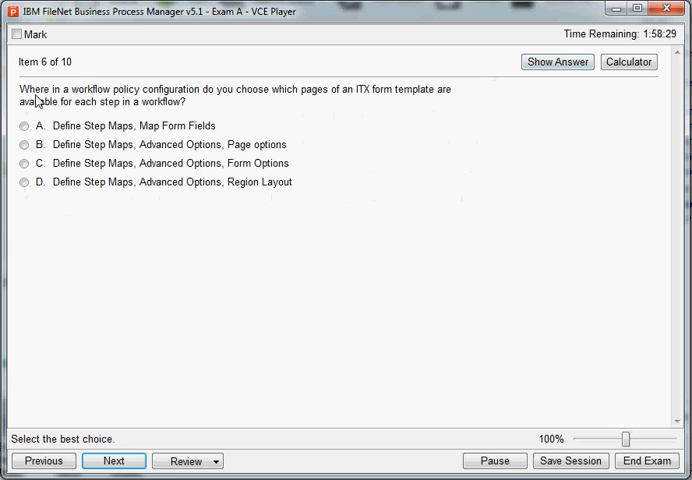 IBM FileNet Business Process Manager v5.1 - Exam A - VCE Player
Mark
Time Remaining: 1:58:29
Item 6 of 10
Show Answer
Calculator
Where in a workflow policy configuration do you choose which pages of an ITX form template are
available for each step in a workflow?
A. Define Step Maps, Map Form Fields
B. Define Step Maps, Advanced Options, Page options
C. Define Step Maps, Advanced Options, Form Options
D. Define Step Maps, Advanced Options, Region Layout
Select the best choice.
100%
Previous
Next
Review
Pause
Save Session
End Exam